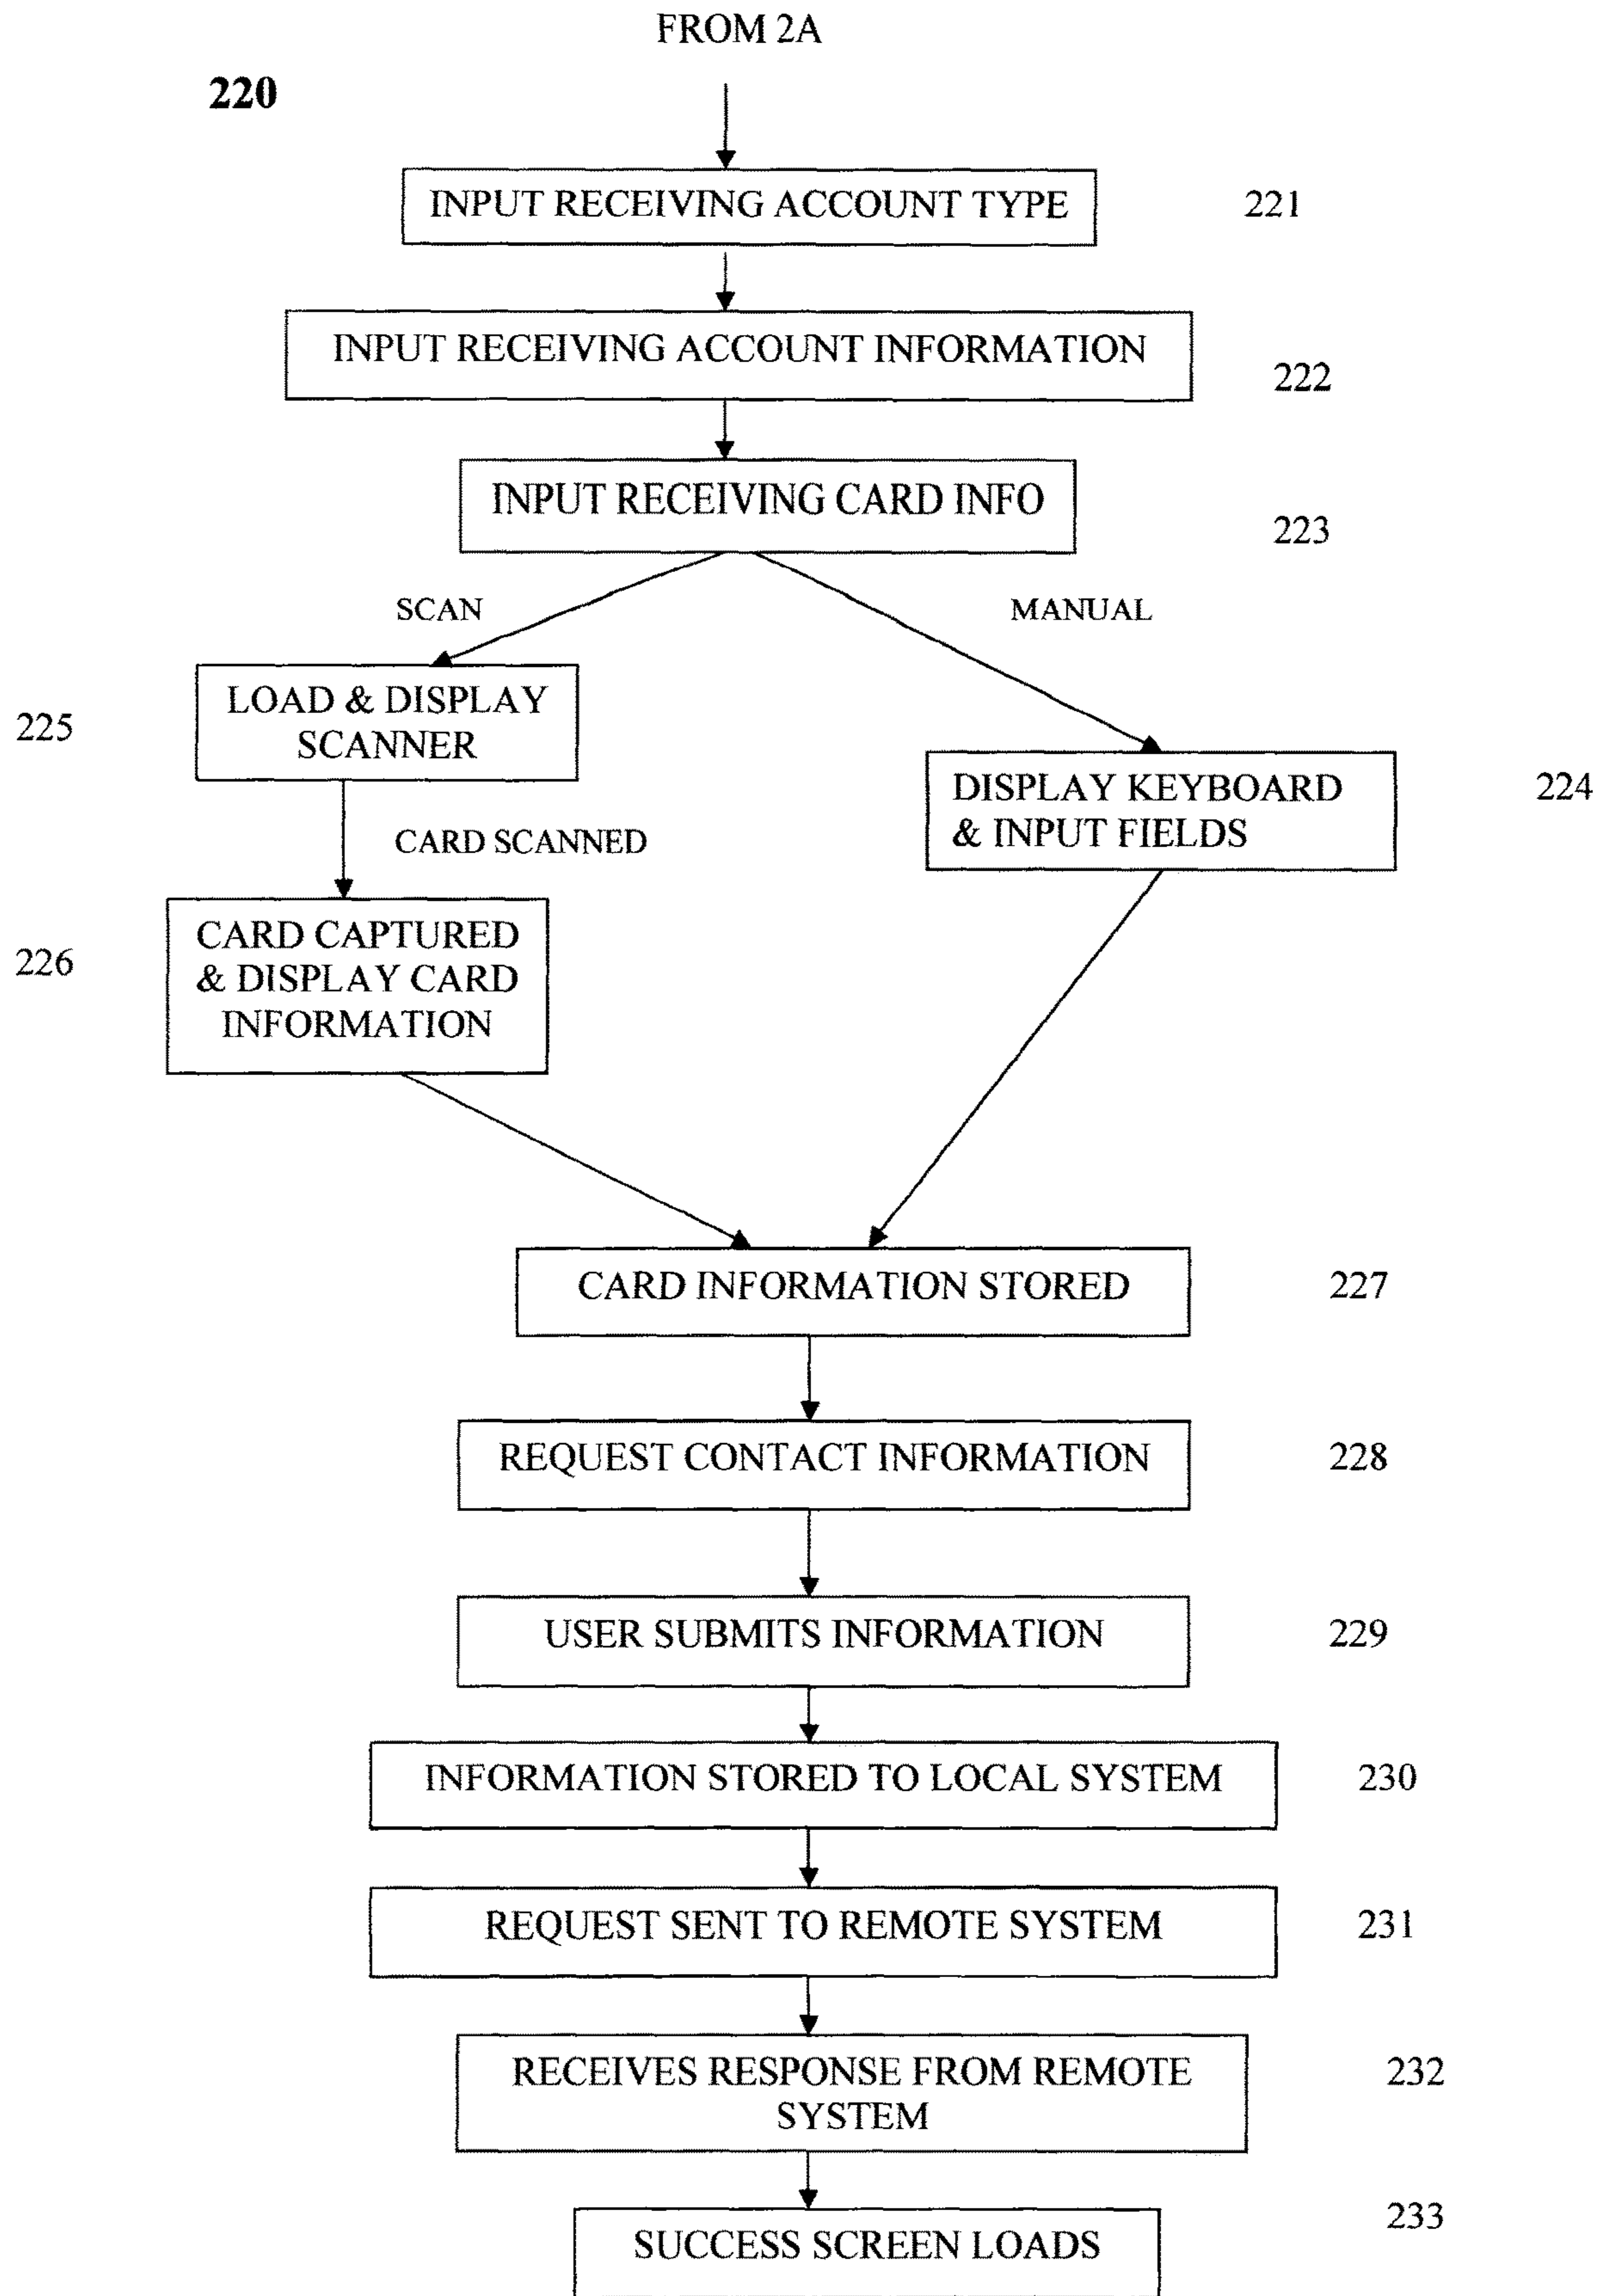 FROM 2A
220
INPUT RECEIVING ACCOUNT TYPE
221
INPUT RECEIVING ACCOUNT INFORMATION
222
INPUT RECEIVING CARD INFO
223
SCAN
MANUAL
LOAD & DISPLAY
SCANNER
225
DISPLAY KEYBOARD
& INPUT FIELDS
224
CARD SCANNED
CARD CAPTURED
& DISPLAY CARD
INFORMATION
226
CARD INFORMATION STORED
227
REQUEST CONTACT INFORMATION
228
USER SUBMITS INFORMATION
229
INFORMATION STORED TO LOCAL SYSTEM
230
REQUEST SENT TO REMOTE SYSTEM
231
RECEIVES RESPONSE FROM REMOTE
SYSTEM
232
SUCCESS SCREEN LOADS
233